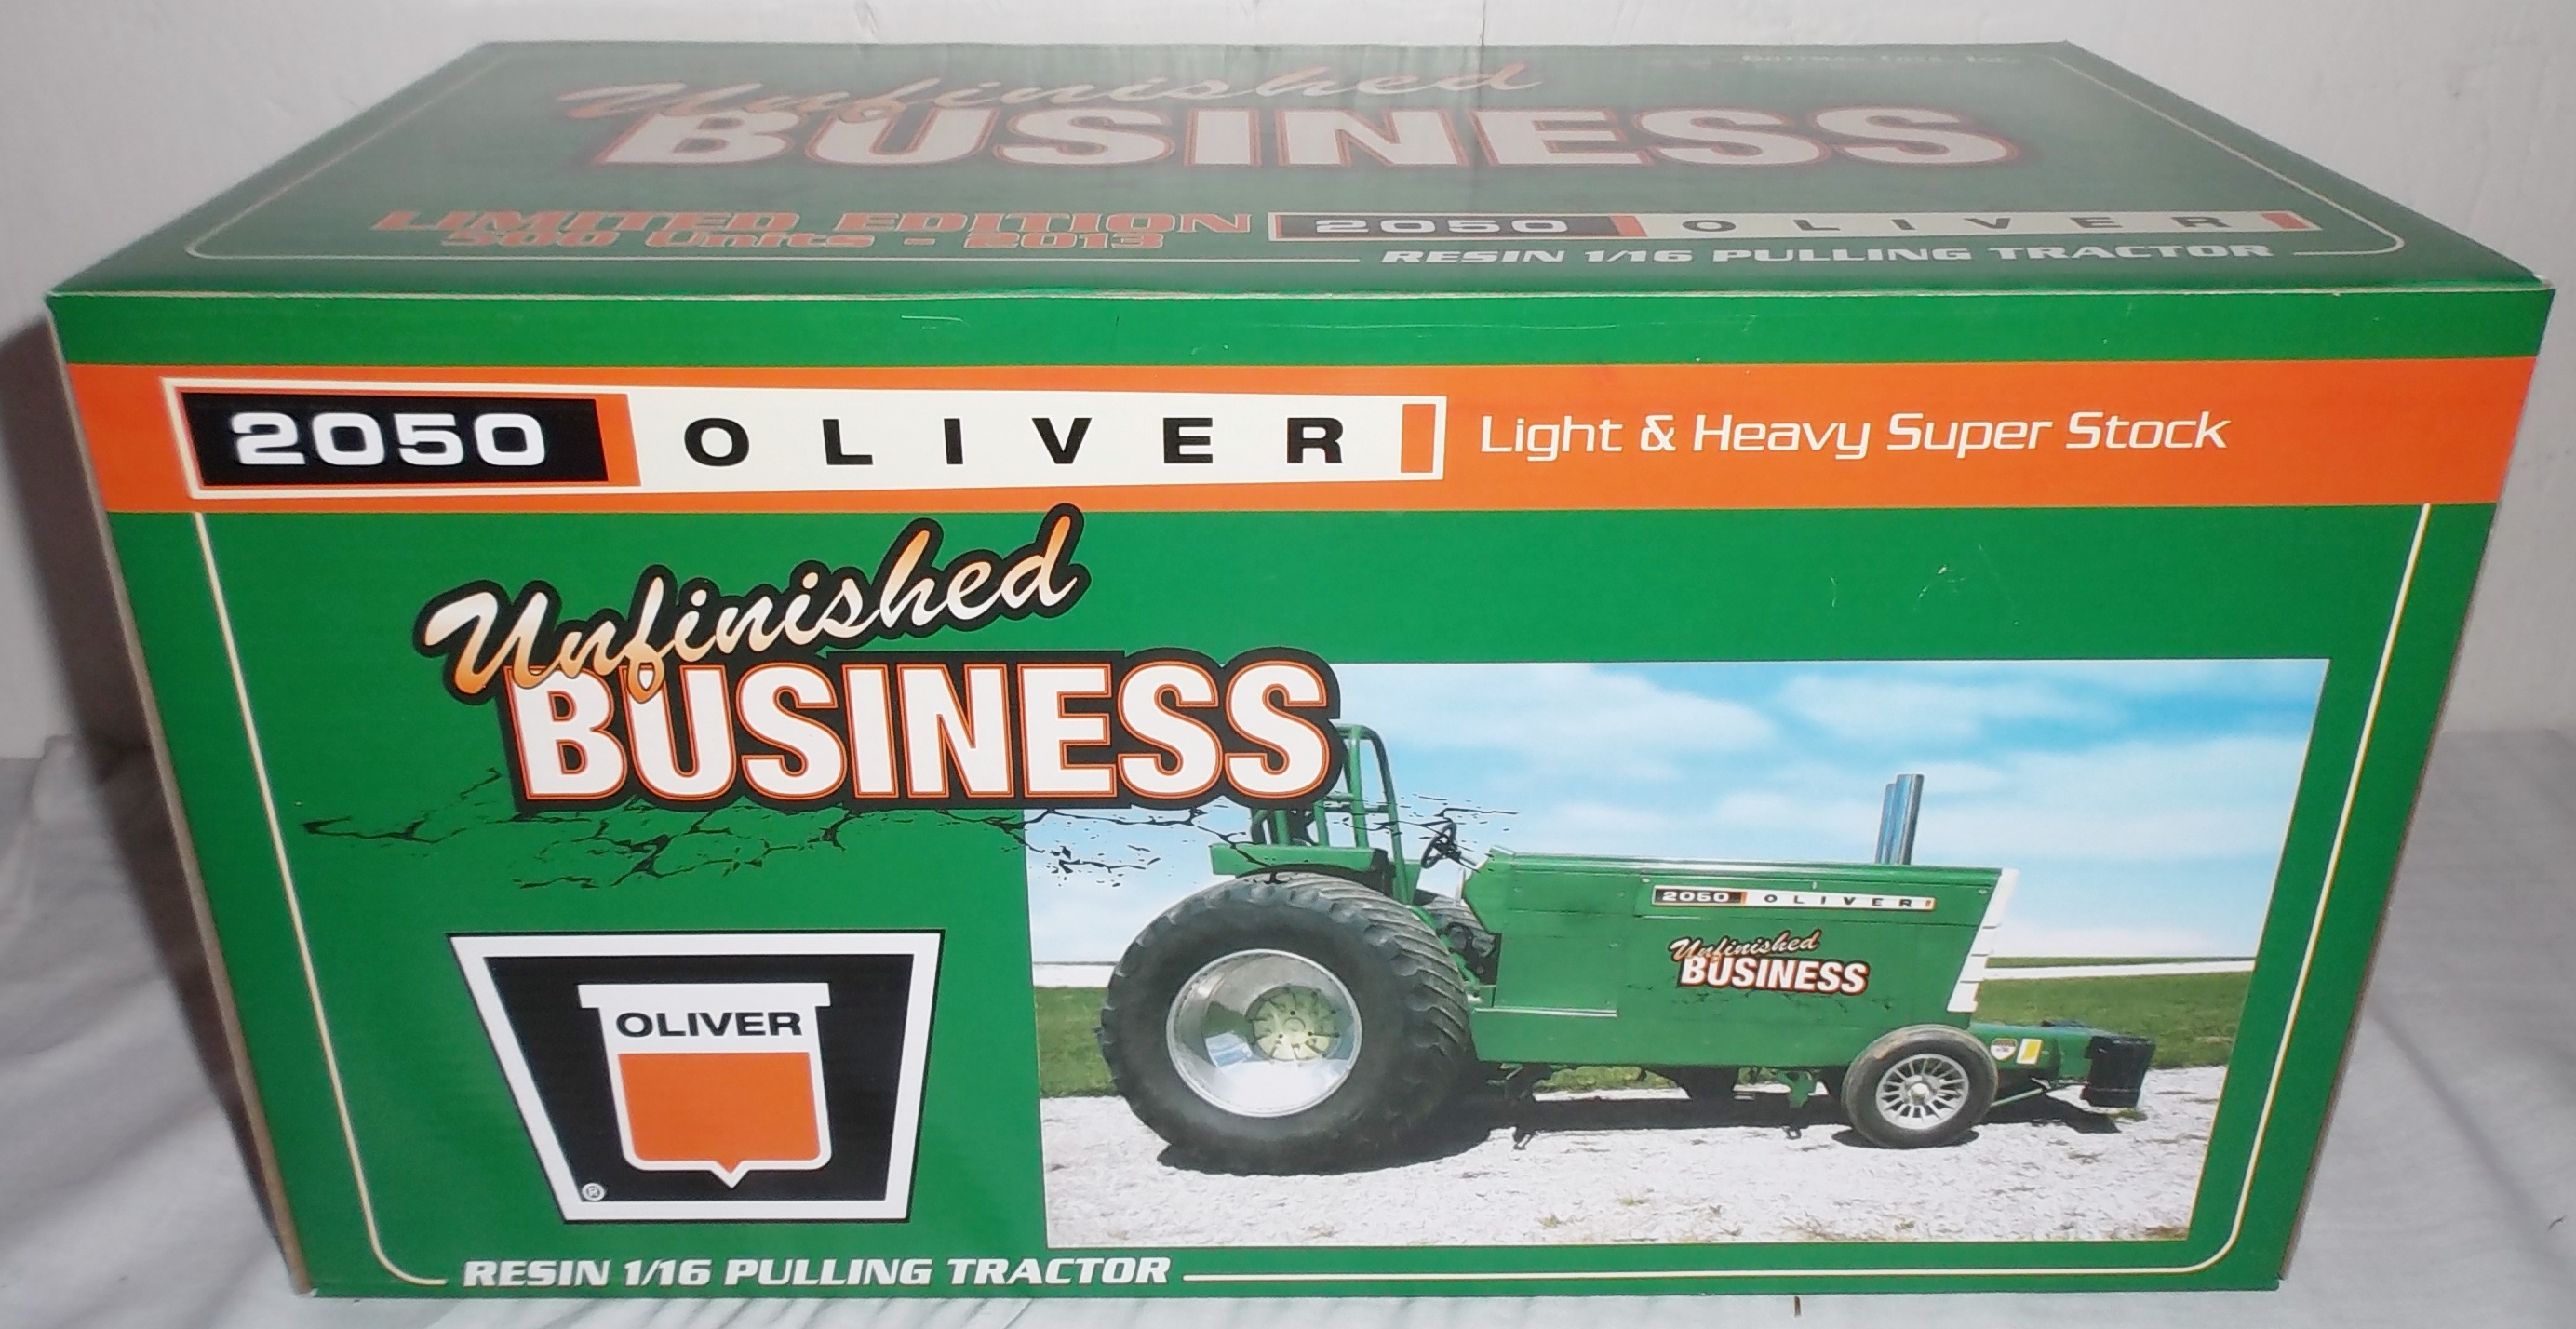 Unfinished
BUSINESS
LIMITED EDITION
500 Units - 2013
2050 OLIVER
RESIN 1/16 PULLING TRACTOR
2050 OLIVER Light & Heavy Super Stock
Unfinished
BUSINESS
2050 OLIVER
Unfinished
BUSINESS
OLIVER
®
RESIN 1/16 PULLING TRACTOR